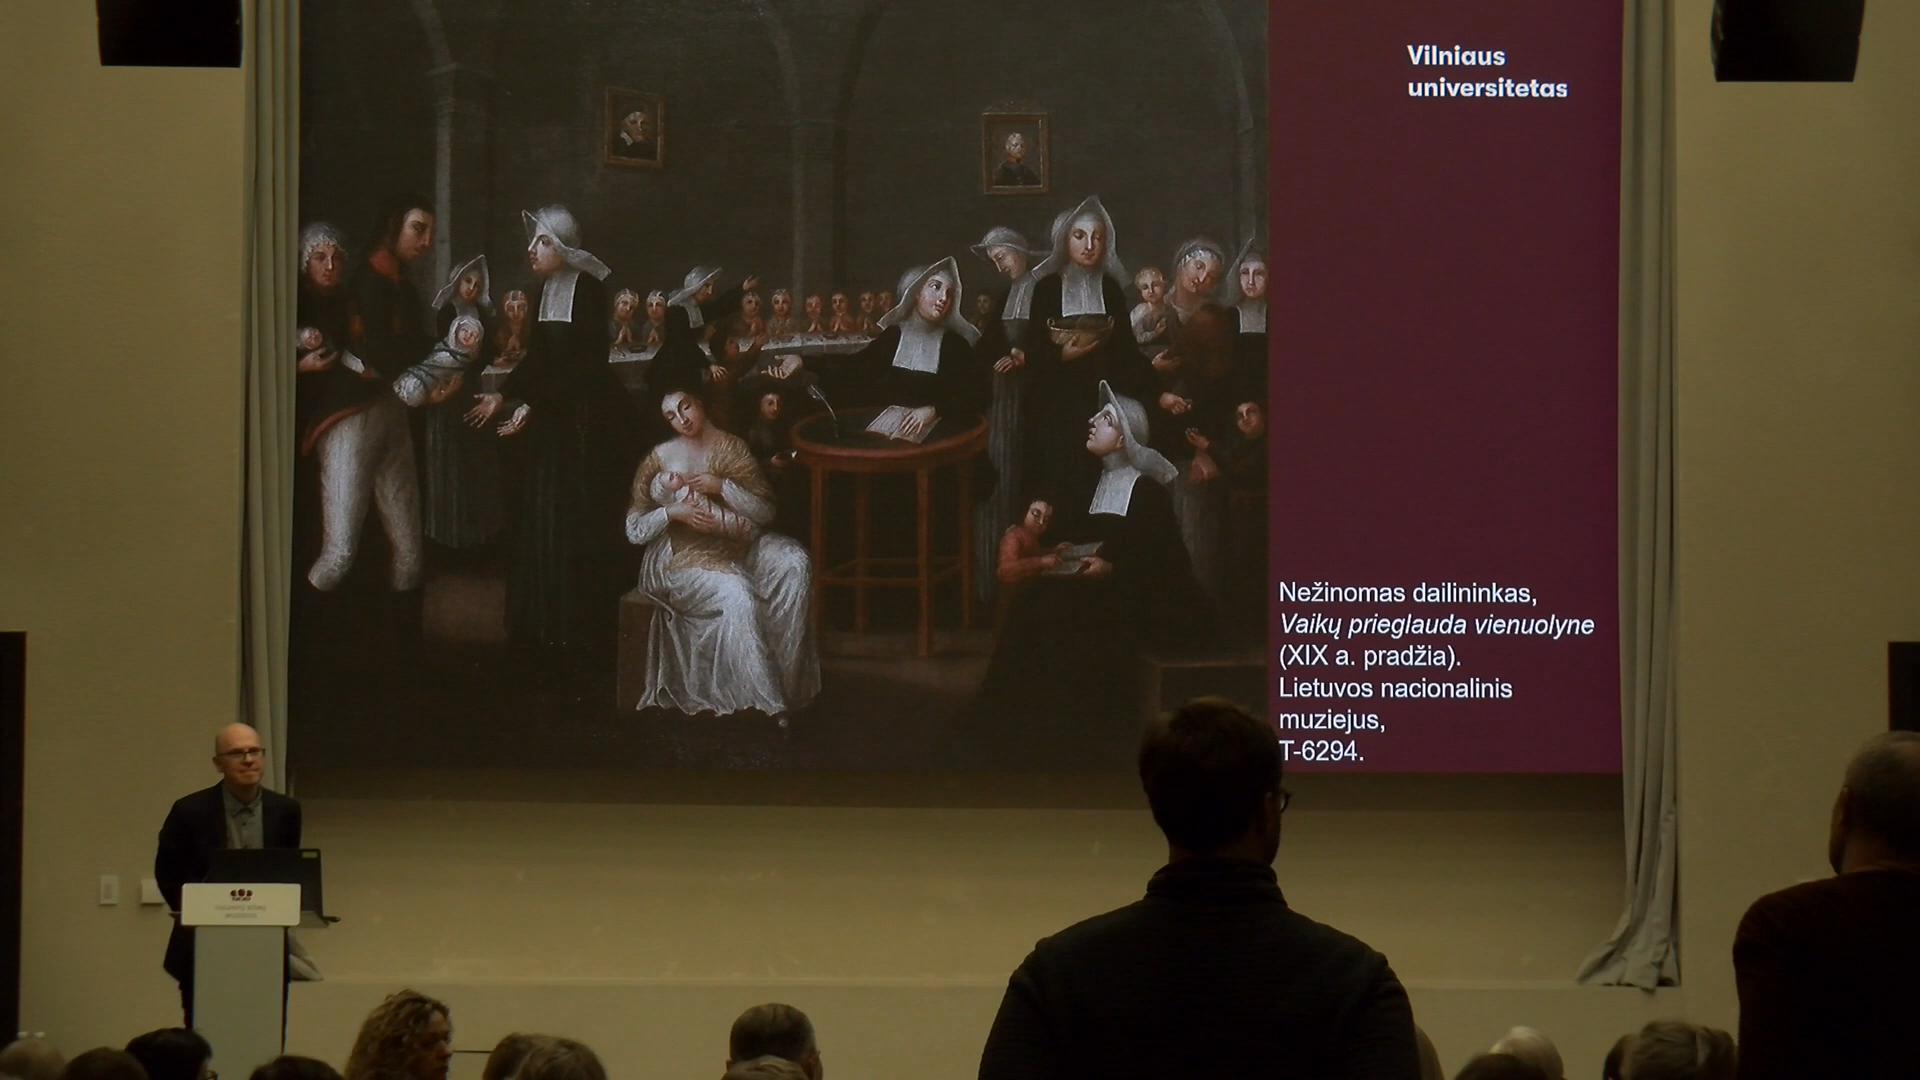 Vilniaus
universitetas
Nežinomas dailininkas,
Vaikų prieglauda vienuolyne
(XIX a. pradžia).
Lietuvos nacionalinis
muziejus,
T-6294.